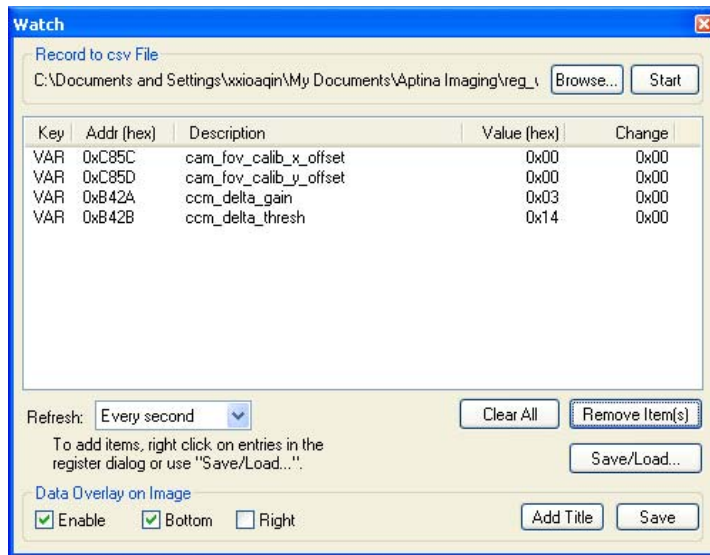 Watch
Record to csv File
C:\Documents and Settings\xxioaqin\My Documents\Aptina Imaging\reg_ Browse... Start
Key Addr (hex) Description Value (hex) Change
VAR 0xC85C cam_fov_calib_x_offset 0x00 0x00
VAR 0xC85D cam_fov_calib_y_offset 0x00 0x00
VAR 0xB42A ccm_delta_gain 0x03 0x00
VAR 0xB42B ccm_delta_thresh 0x14 0x00
Refresh: Every second Clear All Remove Item(s)
To add items, right click on entries in the
register dialog or use "Save/Load...".
Save/Load...
Data Overlay on Image
Enable Bottom Right Add Title Save